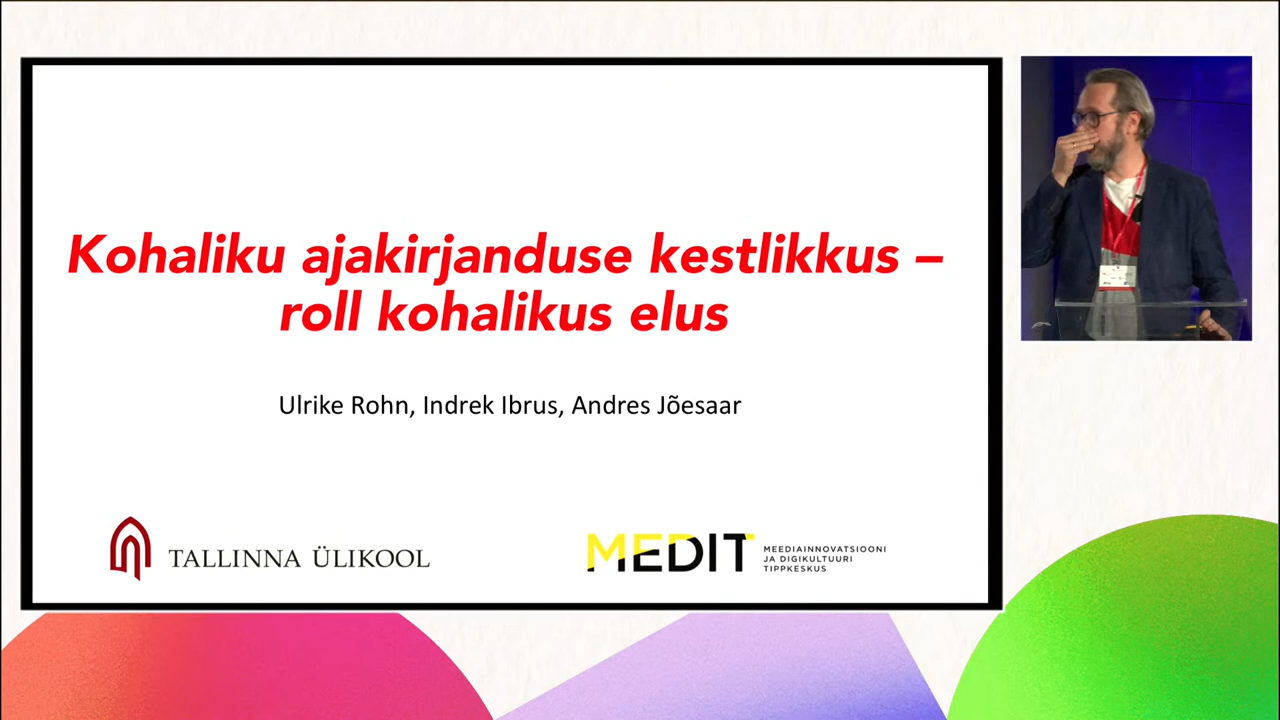 Kohaliku ajakirjanduse kestlikkus –
roll kohalikus elus
Ulrike Rohn, Indrek Ibrus, Andres Jõesaar
TALLINNA ÜLIKOOL
MEDIT
MEEDIAINNOVATSIOONI
JA DIGIKULTUURI
TIPPKESKUS